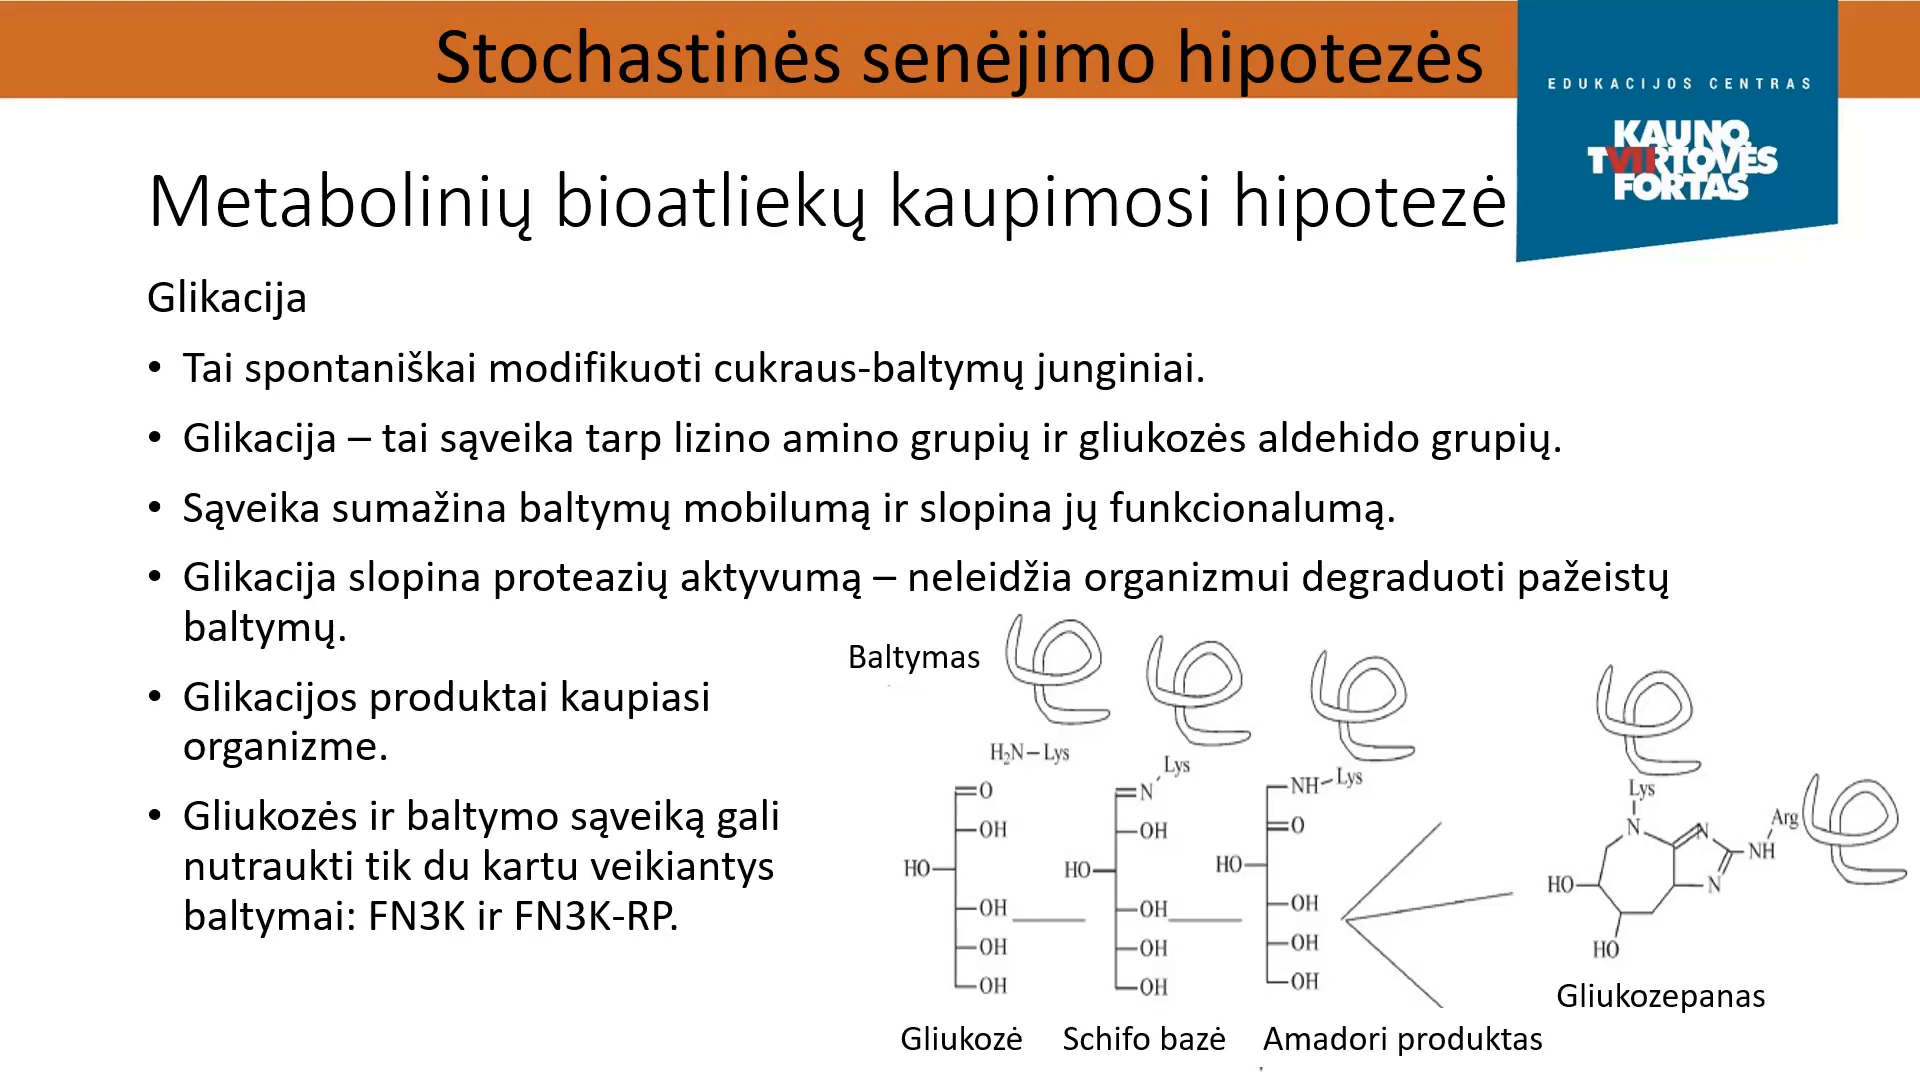 Stochastinės senėjimo hipotezės
EDUKACIJOS CENTRAS
KAUNO
TVIIRTOVĖS
FORTAS
Metabolinių bioatliekų kaupimosi hipotezė
Glikacija
• Tai spontaniškai modifikuoti cukraus-baltymų junginiai.
• Glikacija – tai sąveika tarp lizino amino grupių ir gliukozės aldehido grupių.
• Sąveika sumažina baltymų mobilumą ir slopina jų funkcionalumą.
• Glikacija slopina proteazių aktyvumą – neleidžia organizmui degraduoti pažeistų
baltymų.
• Glikacijos produktai kaupiasi
organizme.
• Gliukozės ir baltymo sąveiką gali
nutraukti tik du kartu veikiantys
baltymai: FN3K ir FN3K-RP.
Baltymas
H₂N–Lys
=O
OH
HO
OH
OH
OH
Gliukozė
Lys
=N
OH
HO
OH
OH
OH
Schifo bazė
NH–Lys
=O
HO
OH
OH
OH
Amadori produktas
Lys
N
N
Arg
NH
N
HO
HO
Gliukozepanas